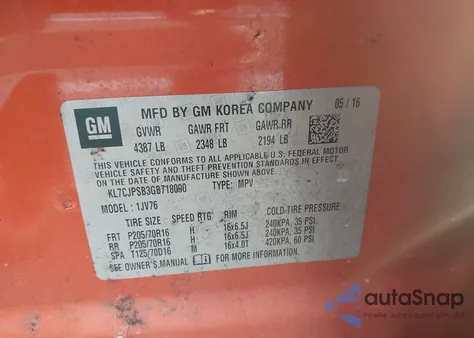 GM
MFD BY GM KOREA COMPANY 05/16
GVWR GAWR FRT GAWR RR
4387 LB 2348 LB 2194 LB
THIS VEHICLE CONFORMS TO ALL APPLICABLE U.S. FEDERAL MOTOR
VEHICLE SAFETY AND THEFT PREVENTION STANDARDS IN EFFECT
ON THE DATE OF MANUFACTURE SHOWN ABOVE.
KL7CJPSB3GB718090 TYPE: MPV
MODEL: 1JV76
TIRE SIZE SPEED RTG RIM COLD TIRE PRESSURE
FRT P205/70R16 H 16x6.5J 240KPA, 35 PSI.
RR P205/70R16 H 16x6.5J 240KPA, 35 PSI.
SPA T125/70D16 M 16x4.0T 420KPA, 60 PSI
SEE OWNER'S MANUAL FOR MORE INFORMATION.
autoSnap